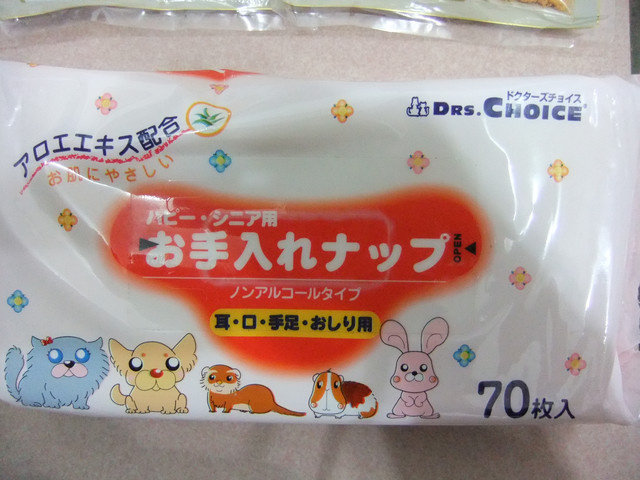 ドクターズチョイス
DRS. CHOICE
アロエエキス配合
お肌にやさしい
パピー・シニア用
お手入れナップ
OPEN
ノンアルコールタイプ
耳・口・手足・おしり用
70枚入